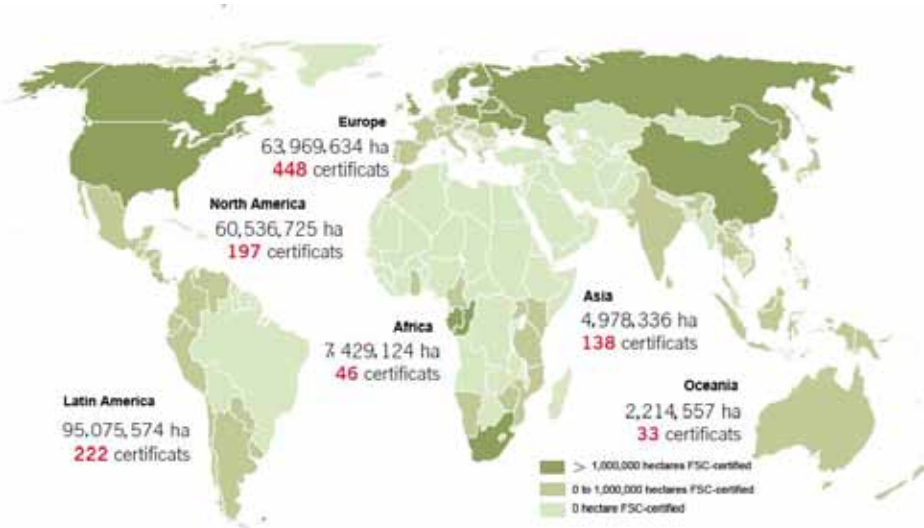 Europe
63,969,634 ha
448 certificats
North America
60,536,725 ha
197 certificats
Asia
4,978,336 ha
138 certificats
Africa
7,429,124 ha
46 certificats
Oceania
2,214,557 ha
33 certificats
Latin America
95,075,574 ha
222 certificats
> 1,000,000 hectares FSC-certified
0 to 1,000,000 hectares FSC-certified
0 hectare FSC-certified